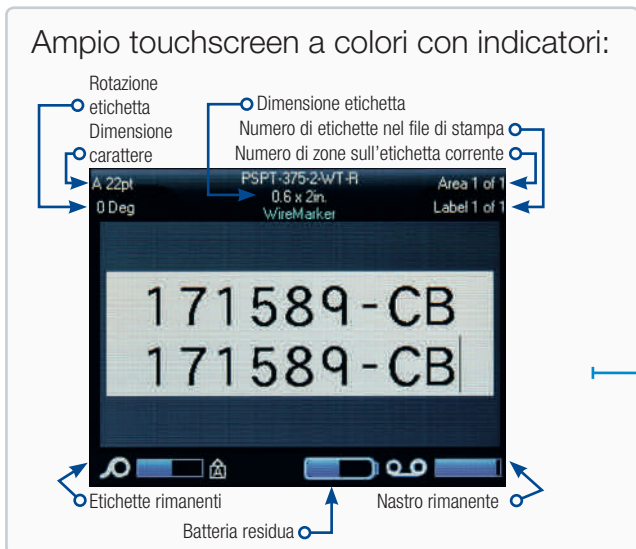 Ampio touchscreen a colori con indicatori:
Rotazione
etichetta
Dimensione
carattere
Dimensione etichetta
Numero di etichette nel file di stampa
Numero di zone sull'etichetta corrente
A 22pt
PSPT-375-2-WT-R
Area 1 of 1
0.6 x 2in.
0 Deg
WireMarker
Label 1 of 1
171589-CB
171589-CB
A
Etichette rimanenti
Nastro rimanente
Batteria residua